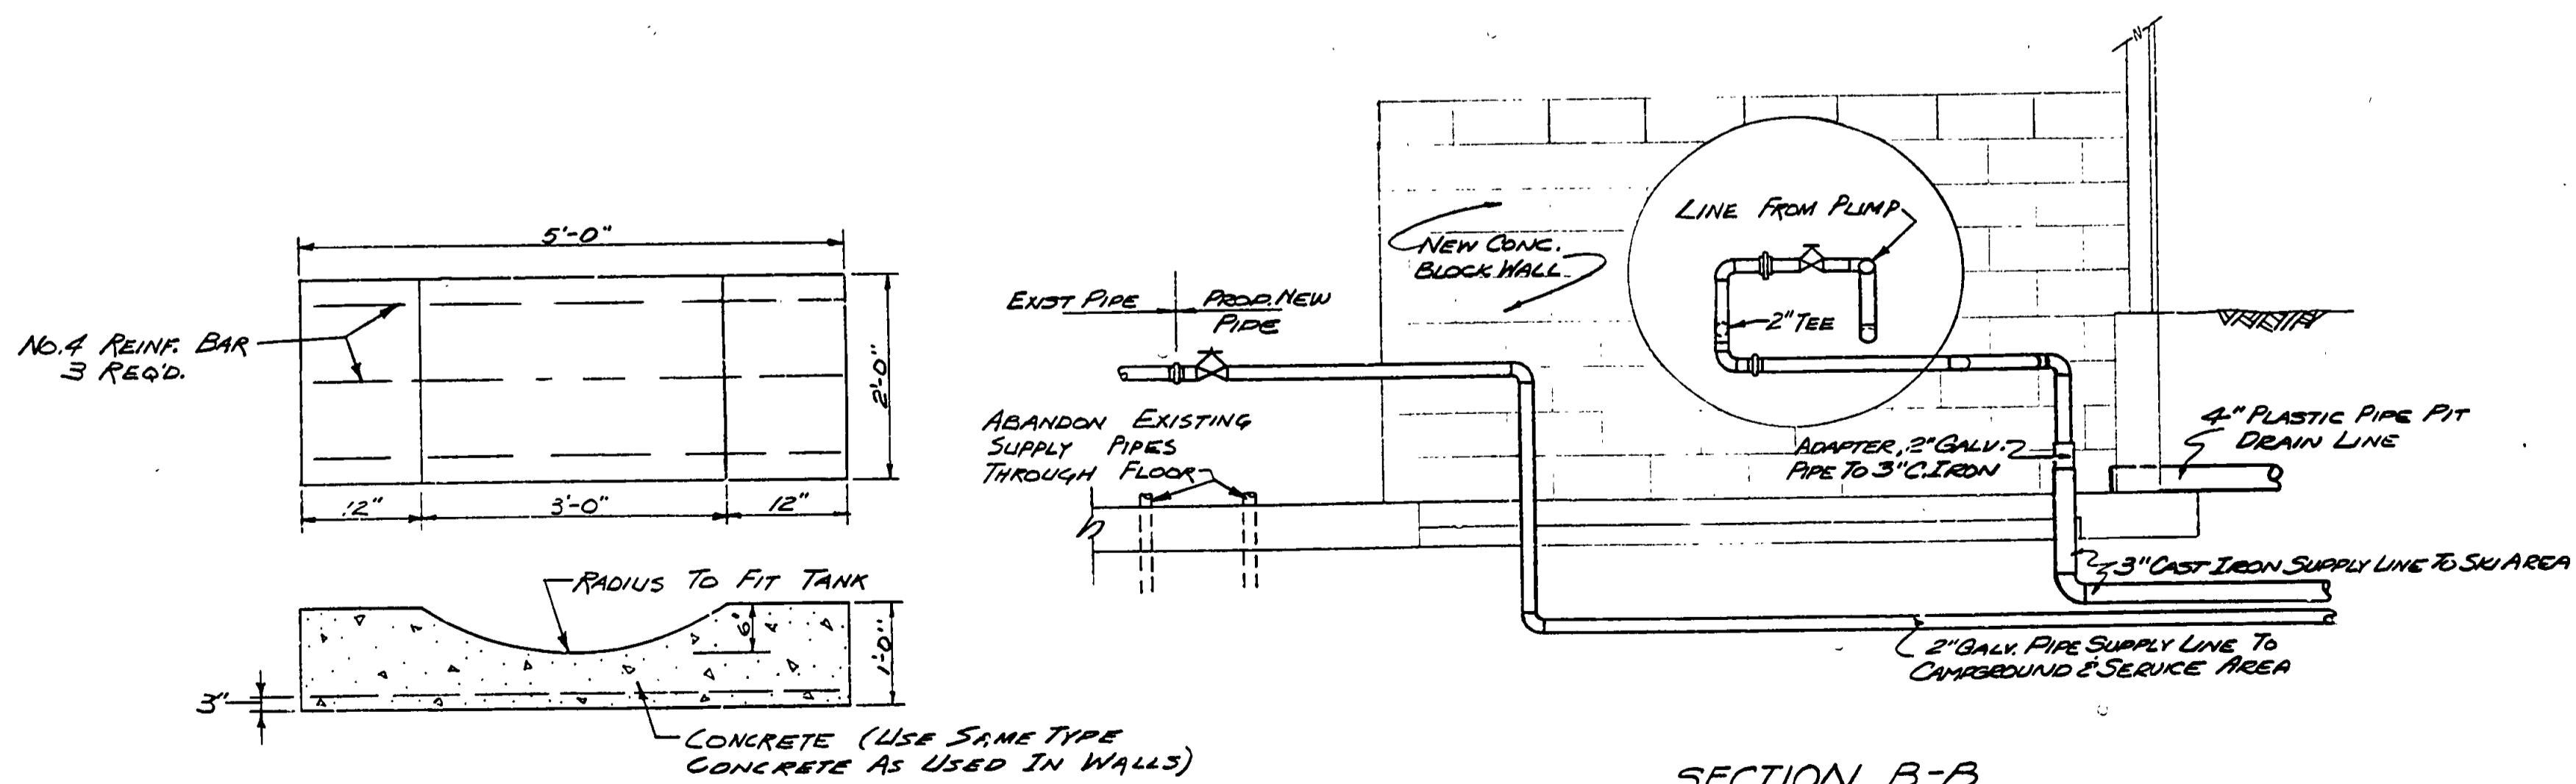 5'-0"
No.4 REINF. BAR
3 REQ'D.
2'-0"
12"
3'-0"
12"
RADIUS TO FIT TANK
6"
1'-0"
3"
CONCRETE (USE SAME TYPE
CONCRETE AS USED IN WALLS)
N
LINE FROM PUMP
NEW CONC.
BLOCK WALL
EXIST PIPE
PROP. NEW
PIPE
2" TEE
ABANDON EXISTING
SUPPLY PIPES
THROUGH FLOOR
ADAPTER, 2" GALV.
PIPE TO 3" C. IRON
4" PLASTIC PIPE PIT
DRAIN LINE
3" CAST IRON SUPPLY LINE TO SKI AREA
2" GALV. PIPE SUPPLY LINE TO
CAMPGROUND & SERVICE AREA
SECTION B-B